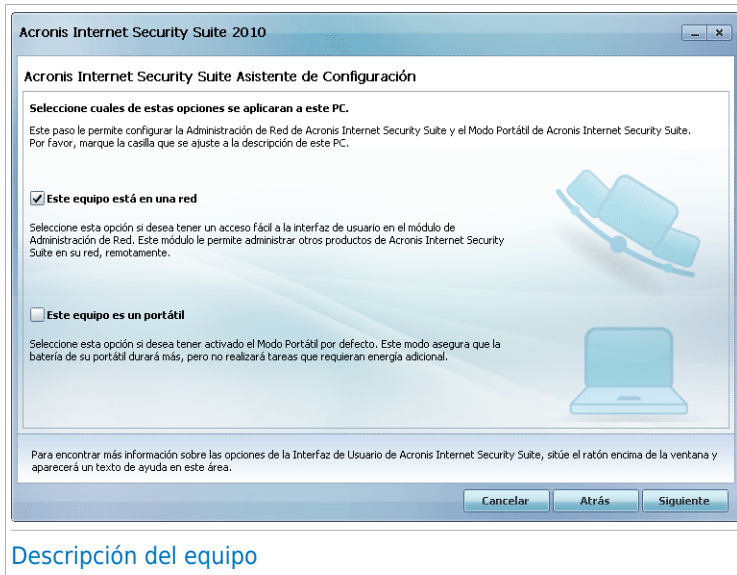 Acronis Internet Security Suite 2010
Acronis Internet Security Suite Asistente de Configuración
Seleccione cuales de estas opciones se aplicaran a este PC.
Este paso le permite configurar la Administración de Red de Acronis Internet Security Suite y el Modo Portátil de Acronis Internet Security Suite.
Por favor, marque la casilla que se ajuste a la descripción de este PC.
Este equipo está en una red
Seleccione esta opción si desea tener un acceso fácil a la interfaz de usuario en el módulo de
Administración de Red. Este módulo le permite administrar otros productos de Acronis Internet Security
Suite en su red, remotamente.
Este equipo es un portátil
Seleccione esta opción si desea tener activado el Modo Portátil por defecto. Este modo asegura que la
batería de su portátil durará más, pero no realizará tareas que requieran energía adicional.
Para encontrar más información sobre las opciones de la Interfaz de Usuario de Acronis Internet Security Suite, sitúe el ratón encima de la ventana y
aparecerá un texto de ayuda en este área.
Cancelar Atrás Siguiente
Descripción del equipo